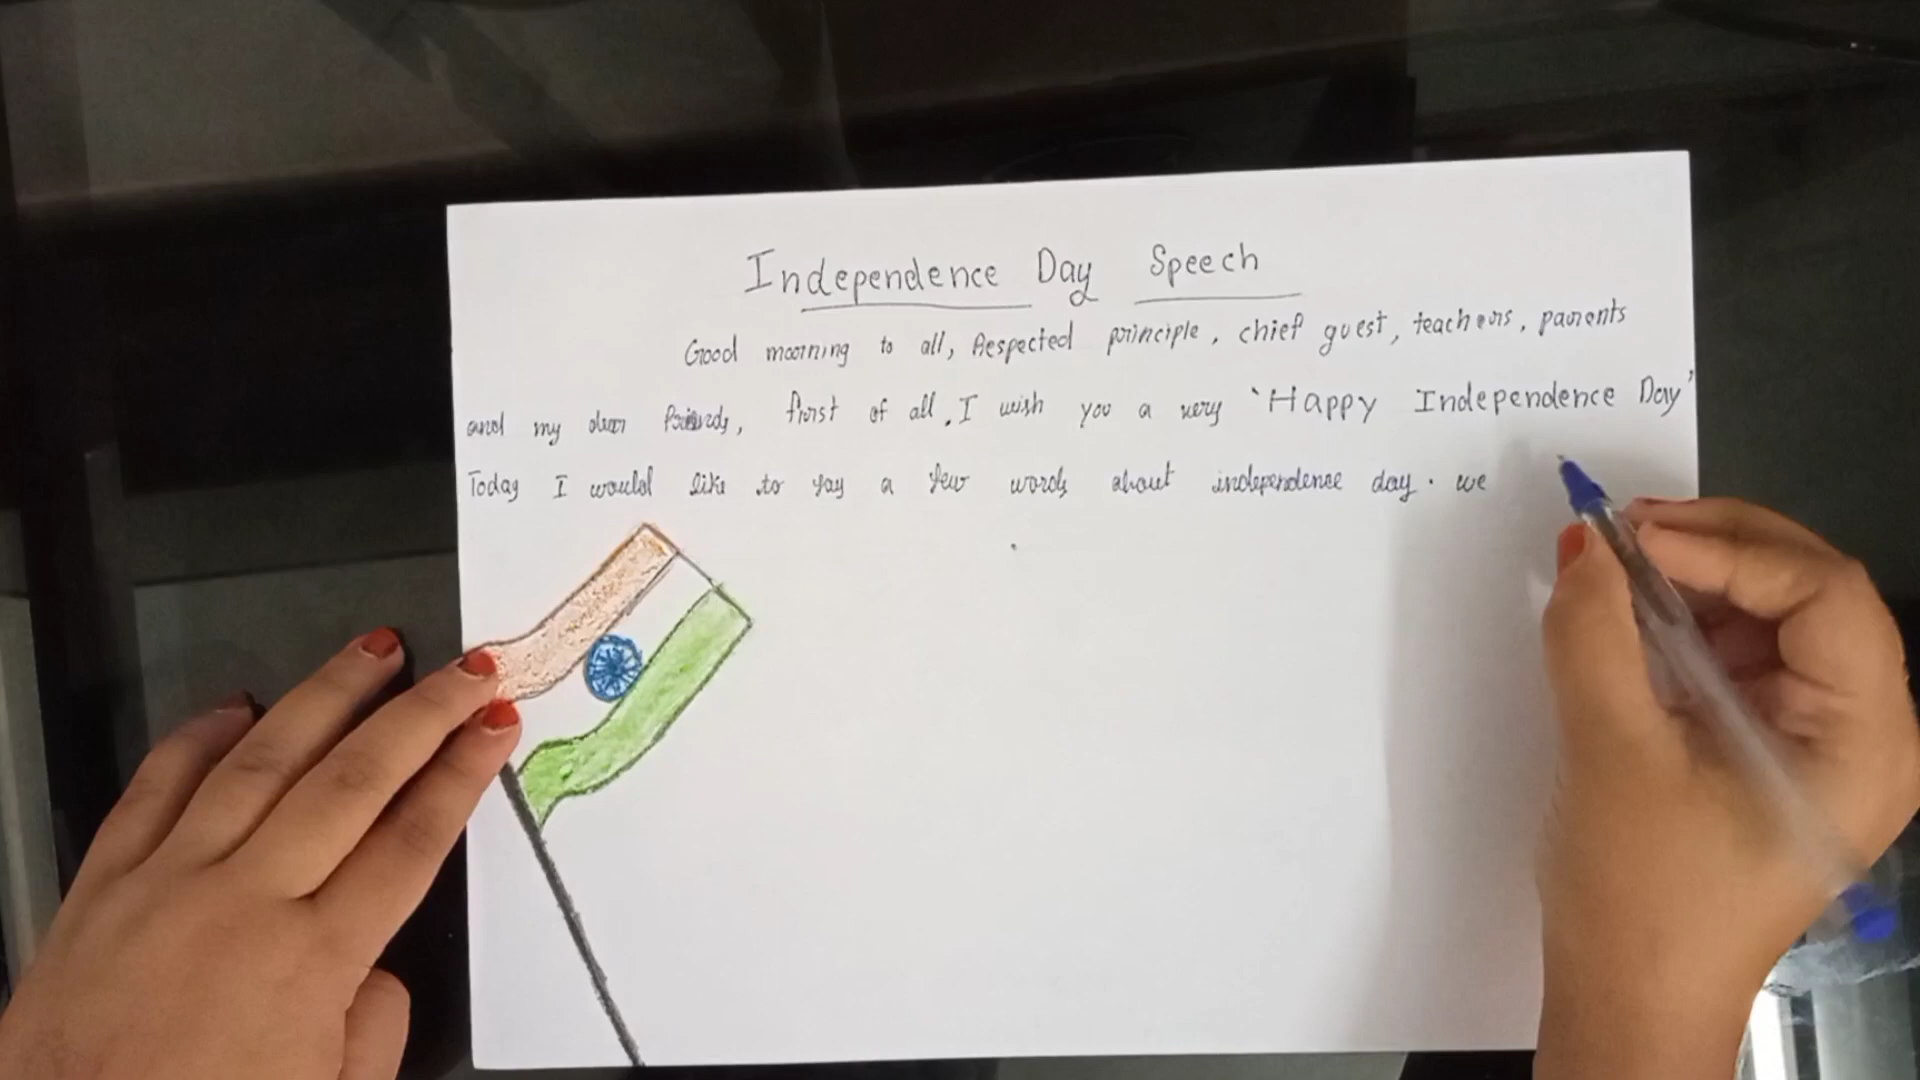 Independence Day Speech
Good morning to all, Respected principle, chief guest, teachers, parents
and my dear friends, first of all, I wish you a very 'Happy Independence Day'
Today I would like to say a few words about independence day. we